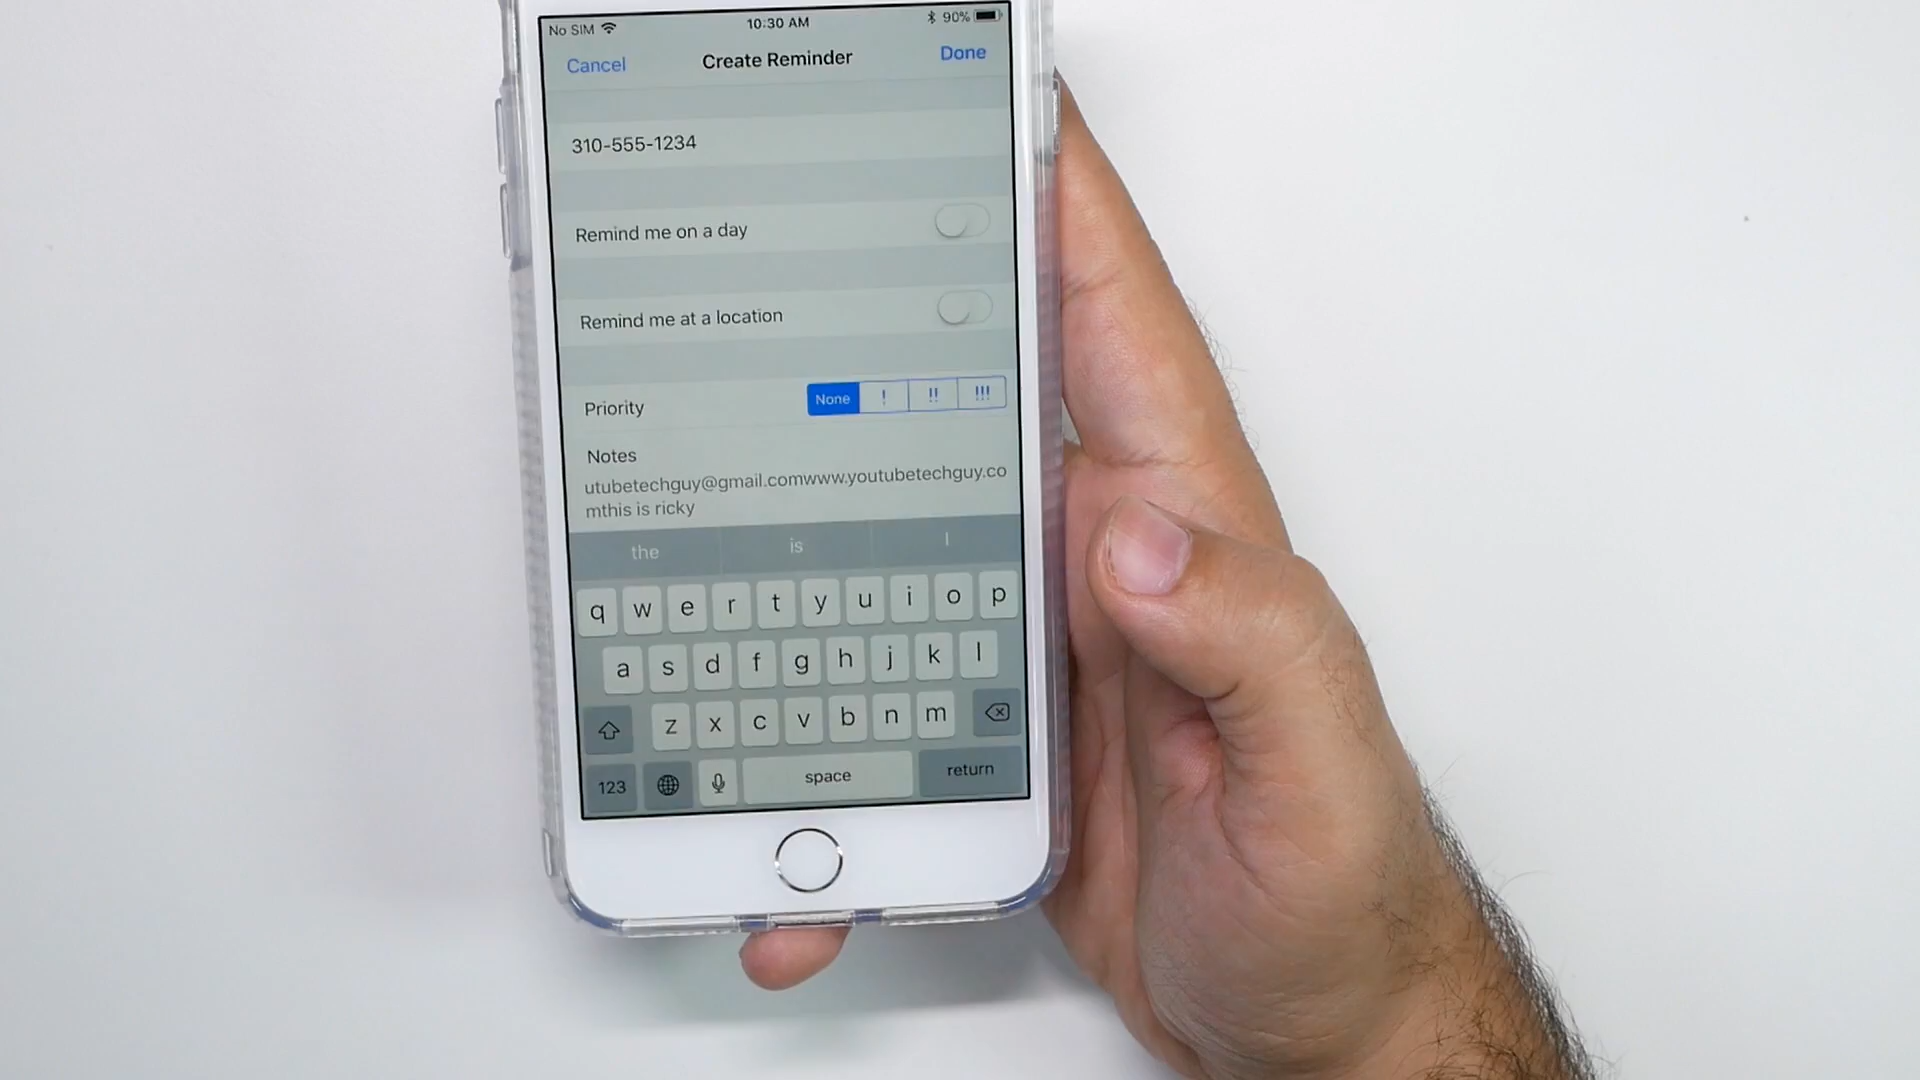 No SIM 10:30 AM 90%
Cancel Create Reminder Done
310-555-1234
Remind me on a day
Remind me at a location
Priority None ! !! !!!
Notes
utubetechguy@gmail.comwww.youtubetechguy.co
mthis is ricky
the is I
q w e r t y u i o p
a s d f g h j k l
z x c v b n m
123 space return